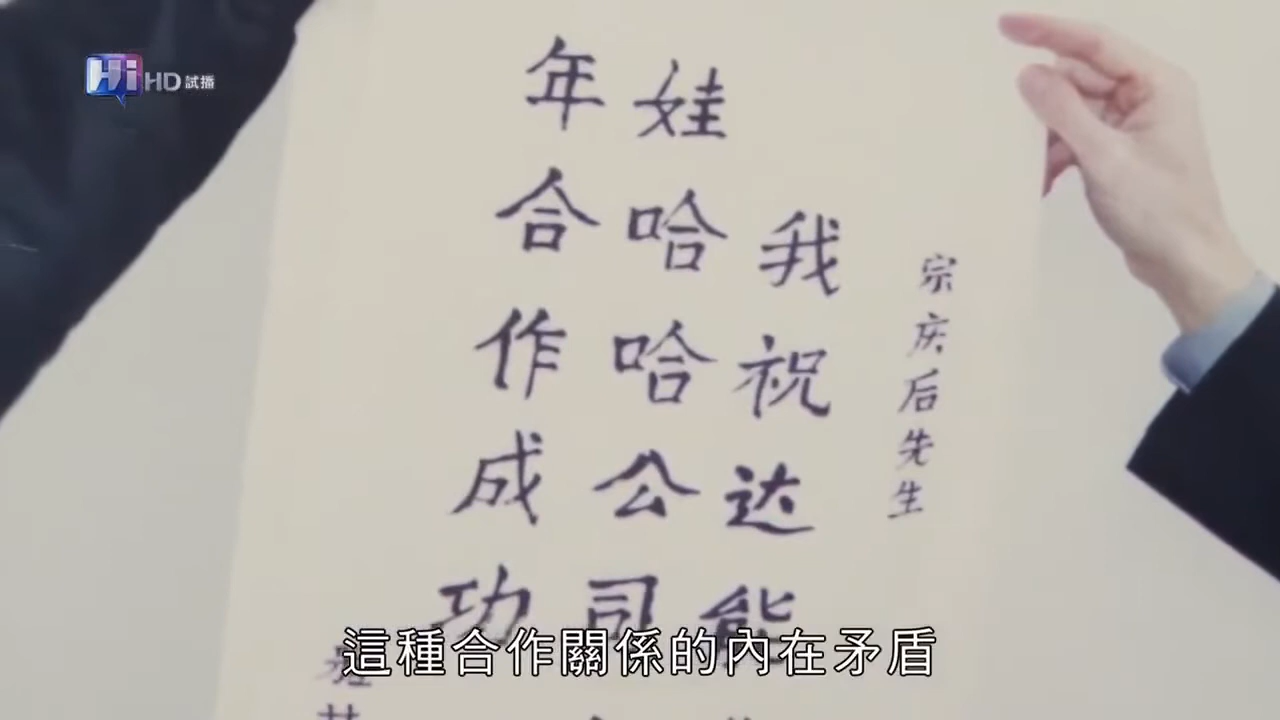 Hi HD 試播
宗庆后先生
我祝达能
娃哈哈公司
年合作成功
這種合作關係的內在矛盾